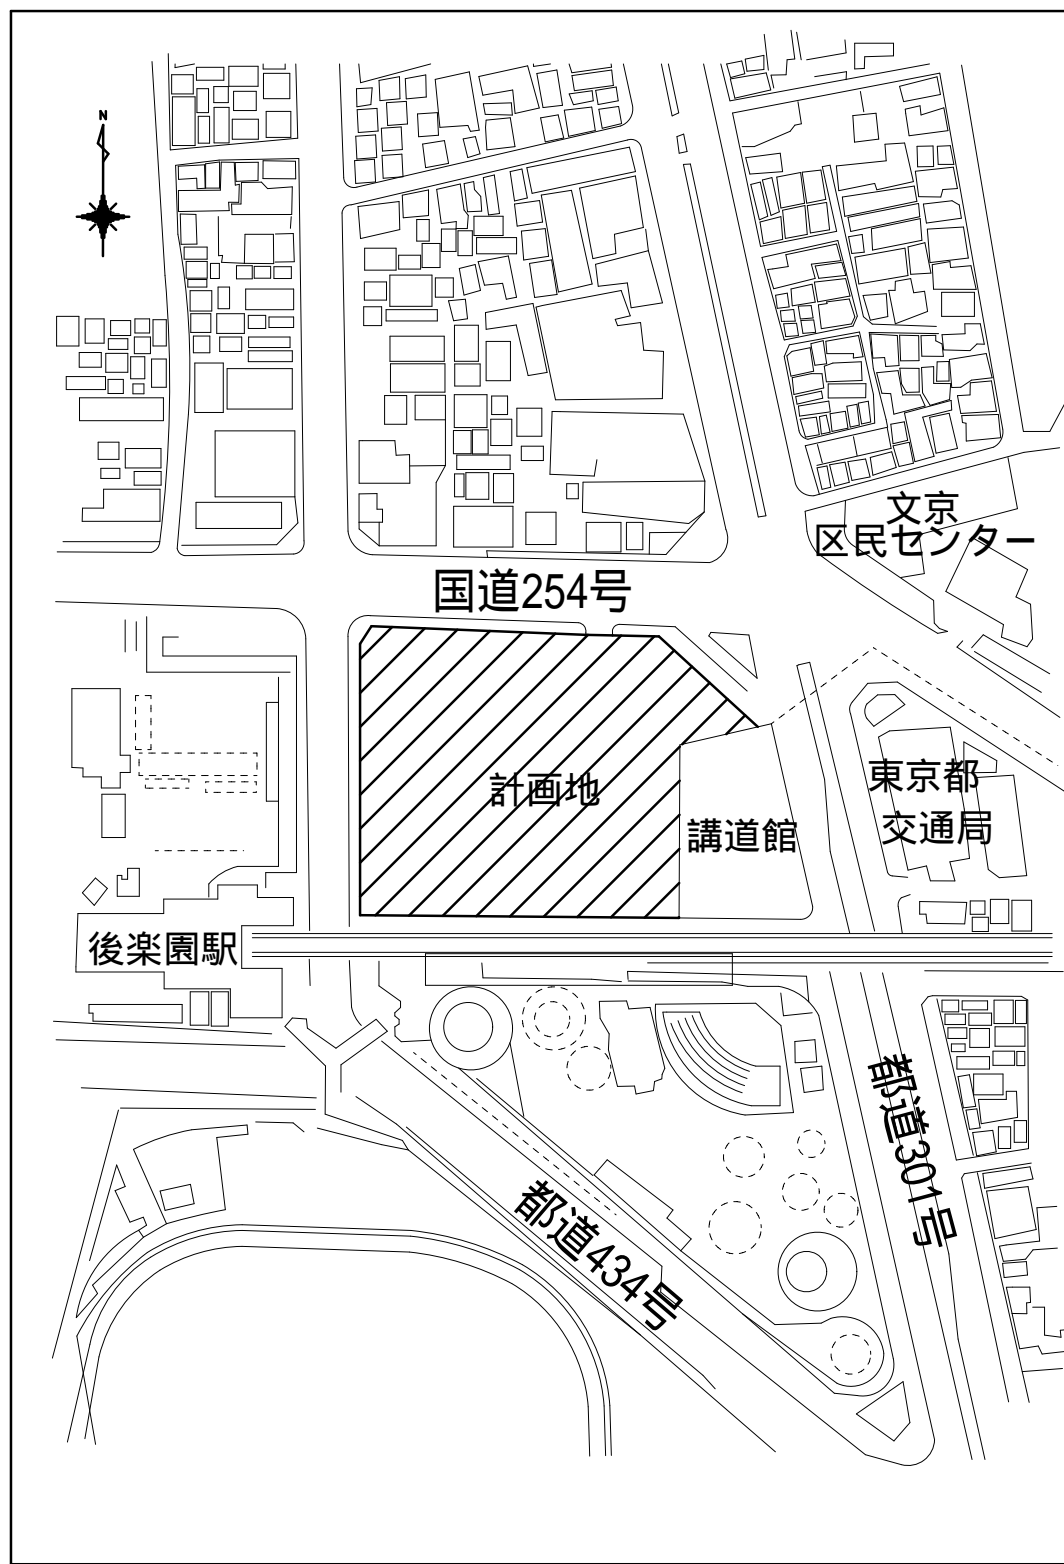 N
文京
区民センター
国道254号
計画地
東京都
交通局
講道館
後楽園駅
都道301号
都道434号